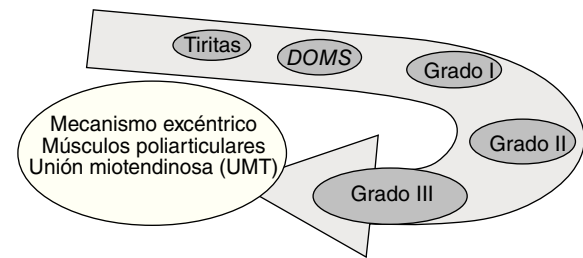 Tiritas
DOMS
Grado I
Grado II
Grado III
Mecanismo excéntrico
Músculos poliarticulares
Unión miotendinosa (UMT)